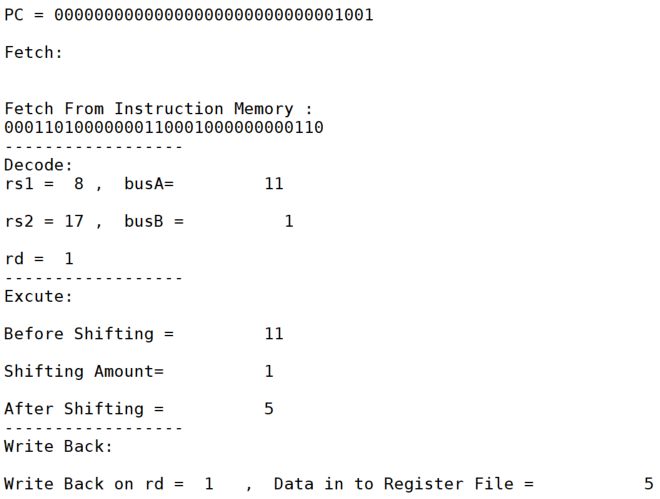 PC = 00000000000000000000000000001001
Fetch:
Fetch From Instruction Memory :
00011010000000110001000000000110
------------------
Decode:
rs1 =  8 ,  busA=         11
rs2 = 17 ,  busB =          1
rd =  1
------------------
Excute:
Before Shifting =         11
Shifting Amount=          1
After Shifting =          5
------------------
Write Back:
Write Back on rd =  1   ,  Data in to Register File =           5